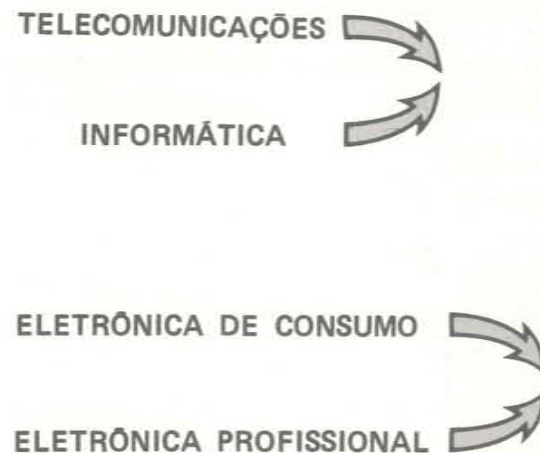 TELECOMUNICAÇÕES
INFORMÁTICA
ELETRÔNICA DE CONSUMO
ELETRÔNICA PROFISSIONAL